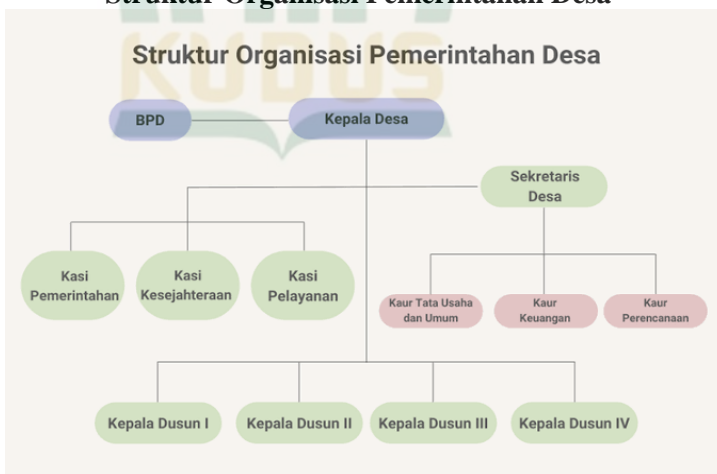 Struktur Organisasi Pemerintahan Desa
Struktur Organisasi Pemerintahan Desa
KUDUS
BPD
Kepala Desa
Sekretaris
Desa
Kasi
Pemerintahan
Kasi
Kesejahteraan
Kasi
Pelayanan
Kaur Tata Usaha
dan Umum
Kaur
Keuangan
Kaur
Perencanaan
Kepala Dusun I
Kepala Dusun II
Kepala Dusun III
Kepala Dusun IV